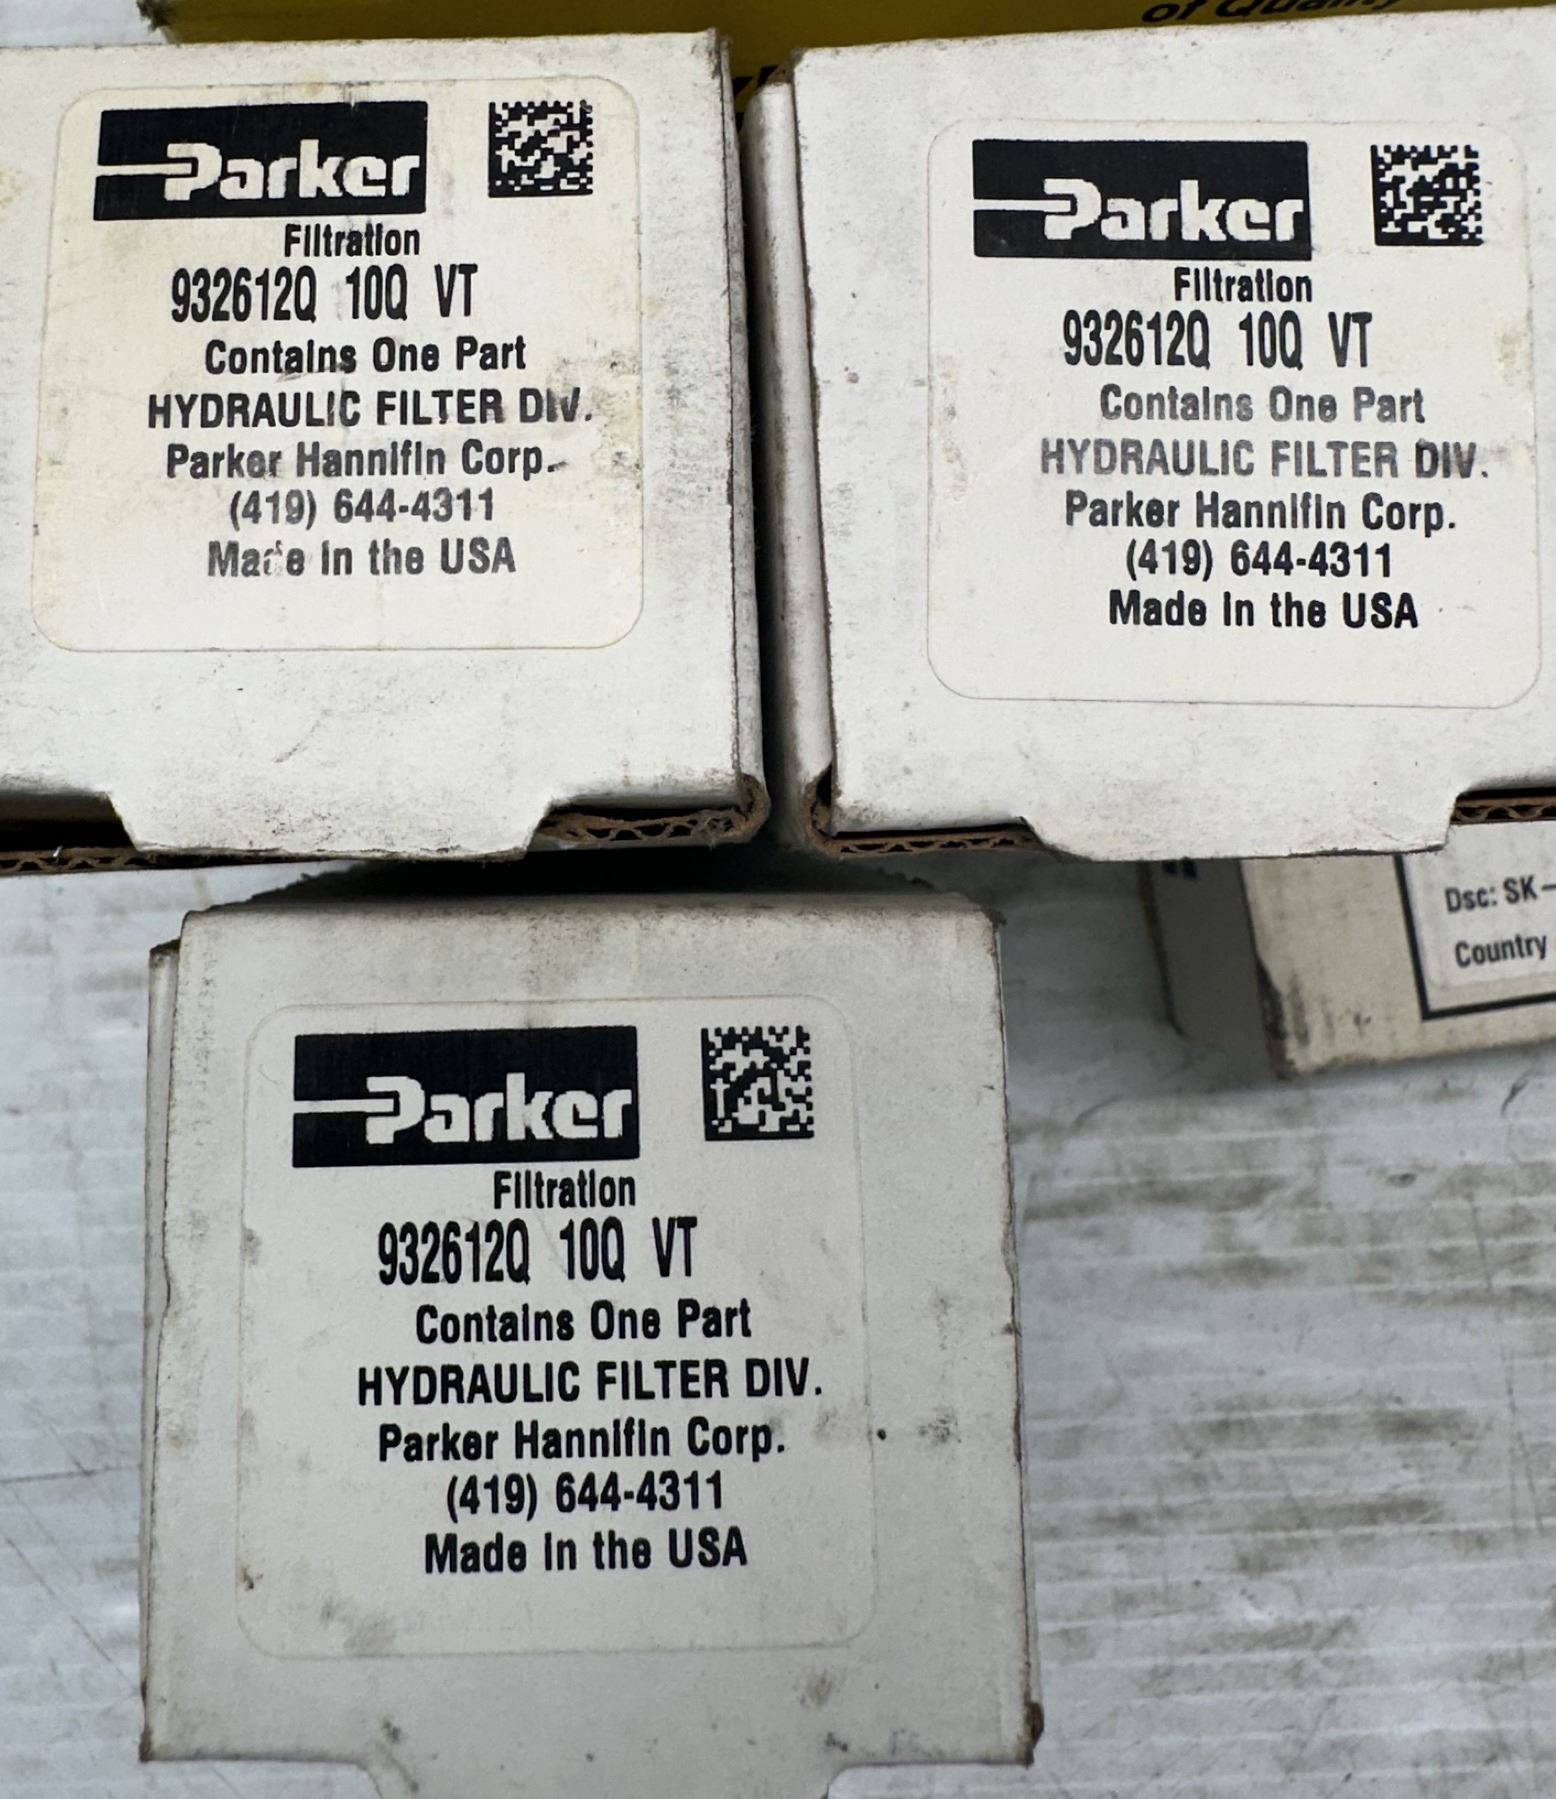 of Quality
Parker
Filtration
932612Q 10Q VT
Contains One Part
HYDRAULIC FILTER DIV.
Parker Hannifin Corp.
(419) 644-4311
Made in the USA
Parker
Filtration
932612Q 10Q VT
Contains One Part
HYDRAULIC FILTER DIV.
Parker Hannifin Corp.
(419) 644-4311
Made in the USA
Dsc: SK-
Country
Parker
Filtration
932612Q 10Q VT
Contains One Part
HYDRAULIC FILTER DIV.
Parker Hannifin Corp.
(419) 644-4311
Made in the USA